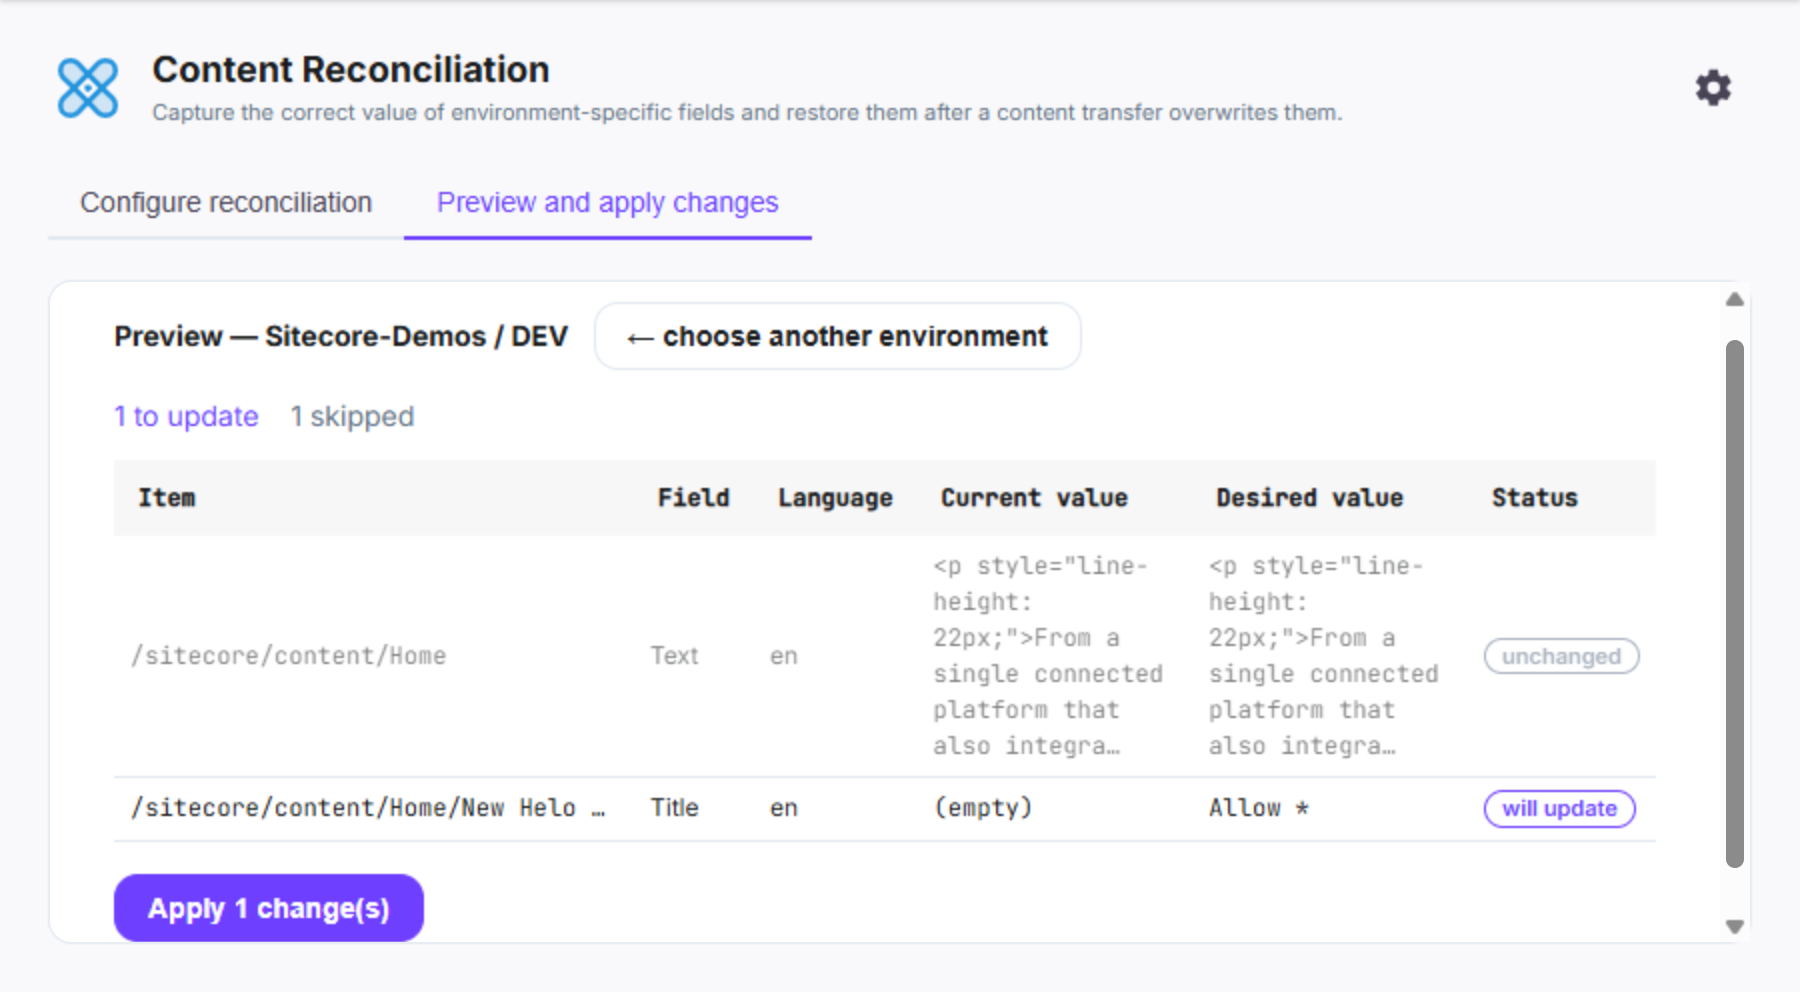 Content Reconciliation
Capture the correct value of environment-specific fields and restore them after a content transfer overwrites them.
Configure reconciliation
Preview and apply changes
Preview — Sitecore-Demos / DEV
← choose another environment
1 to update
1 skipped
Item
Field
Language
Current value
Desired value
Status
/sitecore/content/Home
Text
en
<p style="line-
height:
22px;">From a
single connected
platform that
also integra…
<p style="line-
height:
22px;">From a
single connected
platform that
also integra…
unchanged
/sitecore/content/Home/New Helo …
Title
en
(empty)
Allow *
will update
Apply 1 change(s)